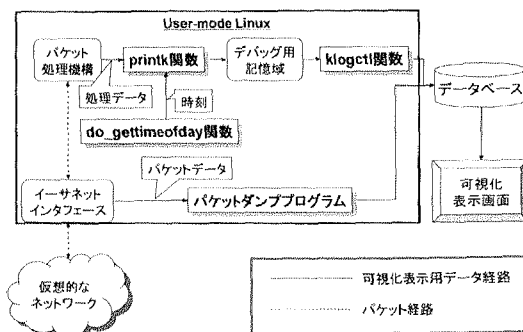 User-mode Linux
パケット
処理機構
printk関数
デバッグ用
記憶域
klogctl関数
処理データ
時刻
データベース
do_gettimeofday関数
パケットデータ
イーサネット
インタフェース
パケットダンププログラム
可視化
表示画面
仮想的な
ネットワーク
可視化表示用データ経路
パケット経路